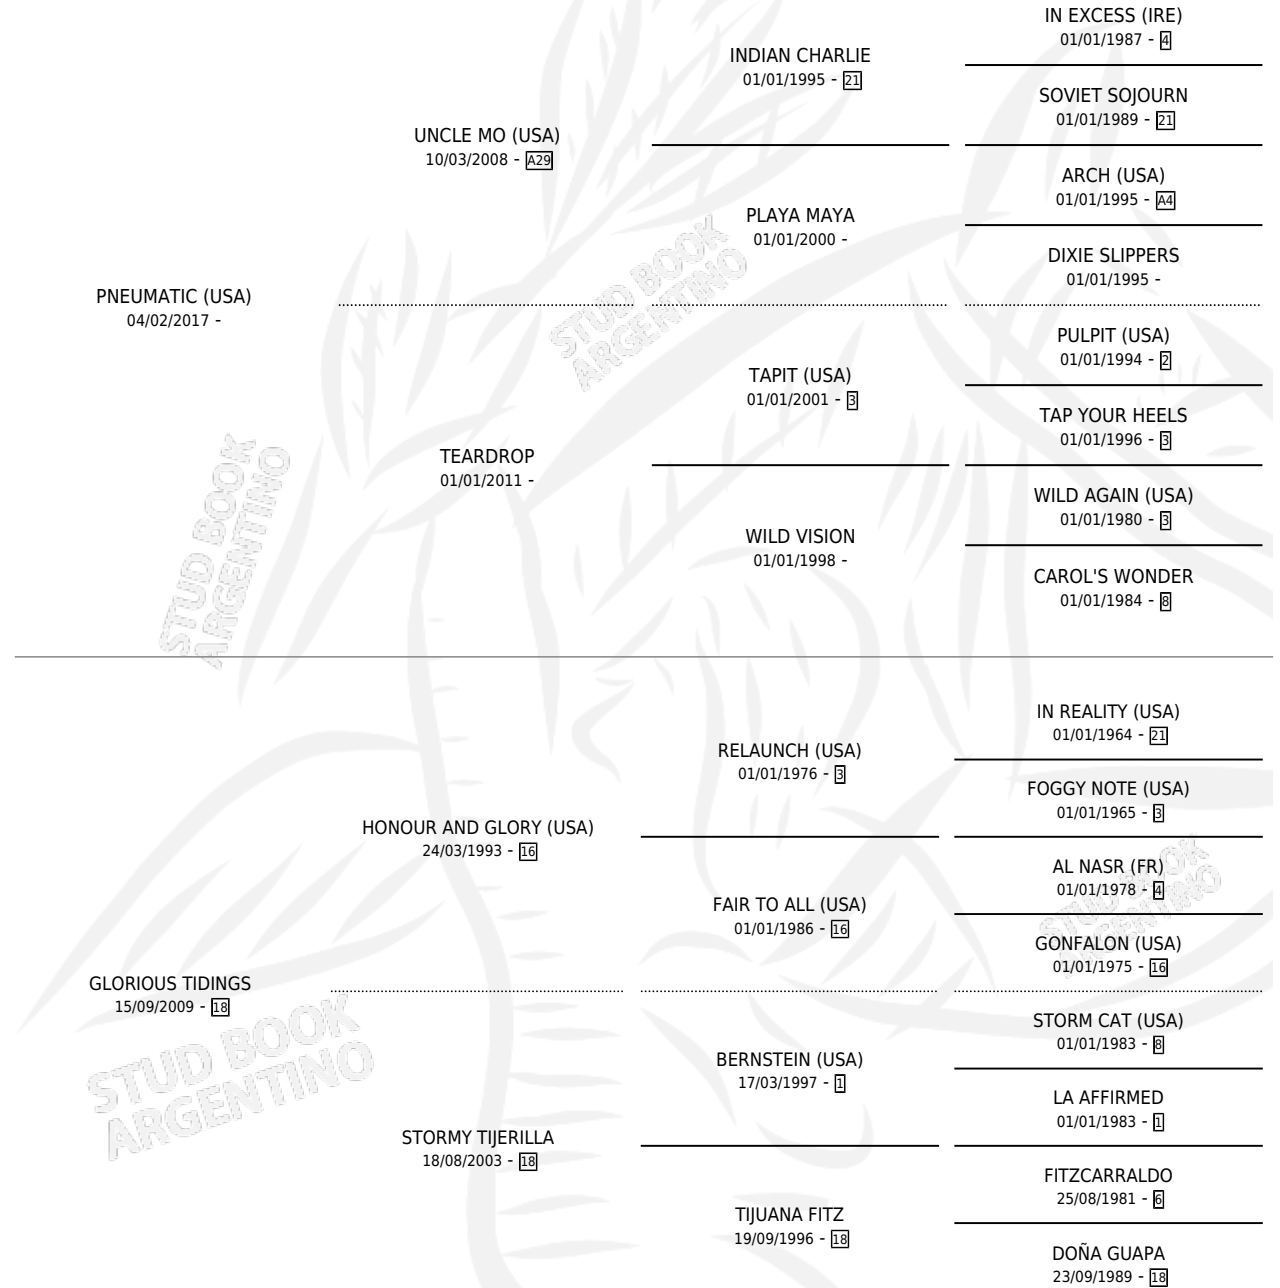 IN EXCESS (IRE)
01/01/1987 - 4
INDIAN CHARLIE
01/01/1995 - 21
SOVIET SOJOURN
01/01/1989 - 21
UNCLE MO (USA)
10/03/2008 - A29
ARCH (USA)
01/01/1995 - A4
PLAYA MAYA
01/01/2000 -
DIXIE SLIPPERS
01/01/1995 -
PNEUMATIC (USA)
04/02/2017 -
PULPIT (USA)
01/01/1994 - 2
TAPIT (USA)
01/01/2001 - 3
TAP YOUR HEELS
01/01/1996 - 3
TEARDROP
01/01/2011 -
WILD AGAIN (USA)
01/01/1980 - 3
WILD VISION
01/01/1998 -
CAROL'S WONDER
01/01/1984 - 8
IN REALITY (USA)
01/01/1964 - 21
RELAUNCH (USA)
01/01/1976 - 3
FOGGY NOTE (USA)
01/01/1965 - 3
HONOUR AND GLORY (USA)
24/03/1993 - 16
AL NASR (FR)
01/01/1978 - 4
FAIR TO ALL (USA)
01/01/1986 - 16
GONFALON (USA)
01/01/1975 - 16
GLORIOUS TIDINGS
15/09/2009 - 18
STORM CAT (USA)
01/01/1983 - 8
BERNSTEIN (USA)
17/03/1997 - 1
LA AFFIRMED
01/01/1983 - 1
STORMY TIJERILLA
18/08/2003 - 18
FITZCARRALDO
25/08/1981 - 6
TIJUANA FITZ
19/09/1996 - 18
DOÑA GUAPA
23/09/1989 - 18
STUD BOOK
ARGENTINO
STUD BOOK
ARGENTINO
STUD BOOK
ARGENTINO
STUD BOOK
ARGENTINO